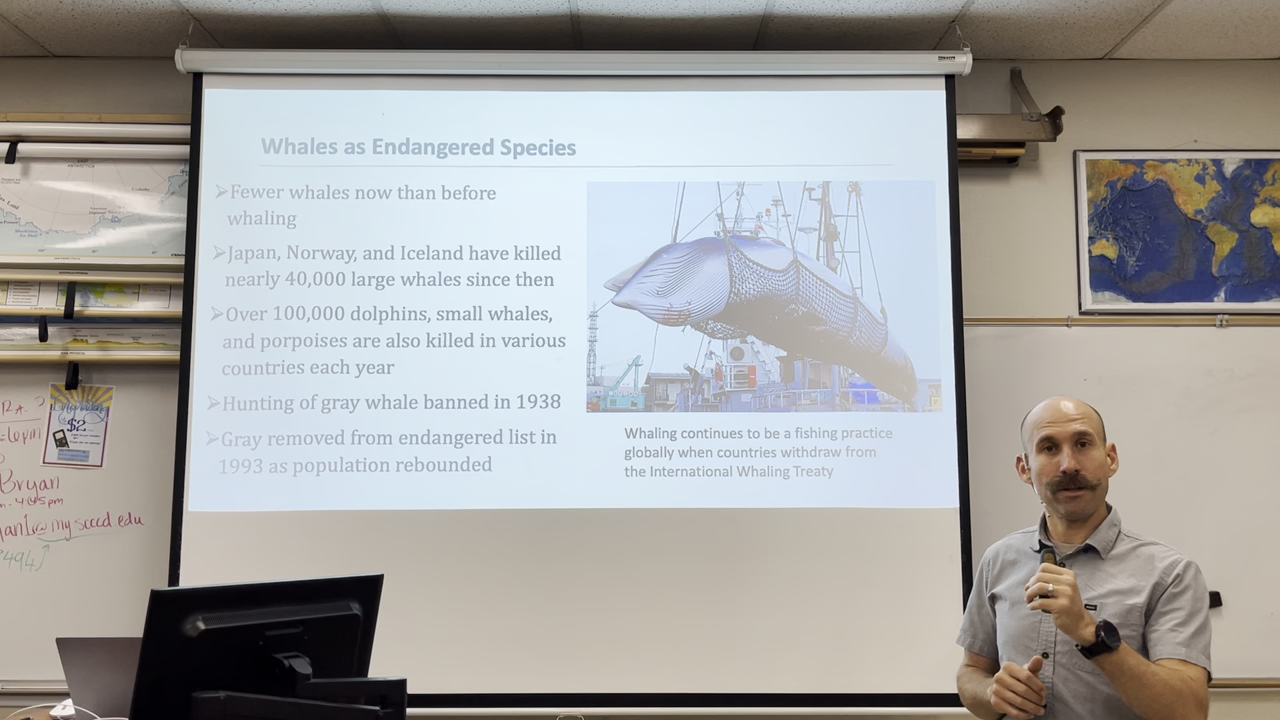 Whales as Endangered Species
➢Fewer whales now than before
whaling
➢Japan, Norway, and Iceland have killed
nearly 40,000 large whales since then
➢Over 100,000 dolphins, small whales,
and porpoises are also killed in various
countries each year
➢Hunting of gray whale banned in 1938
➢Gray removed from endangered list in
1993 as population rebounded
Whaling continues to be a fishing practice
globally when countries withdraw from
the International Whaling Treaty
$2
Bryan